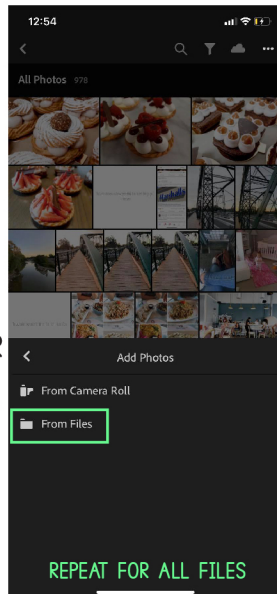 12:54
All Photos 978
Add Photos
From Camera Roll
From Files
REPEAT FOR ALL FILES